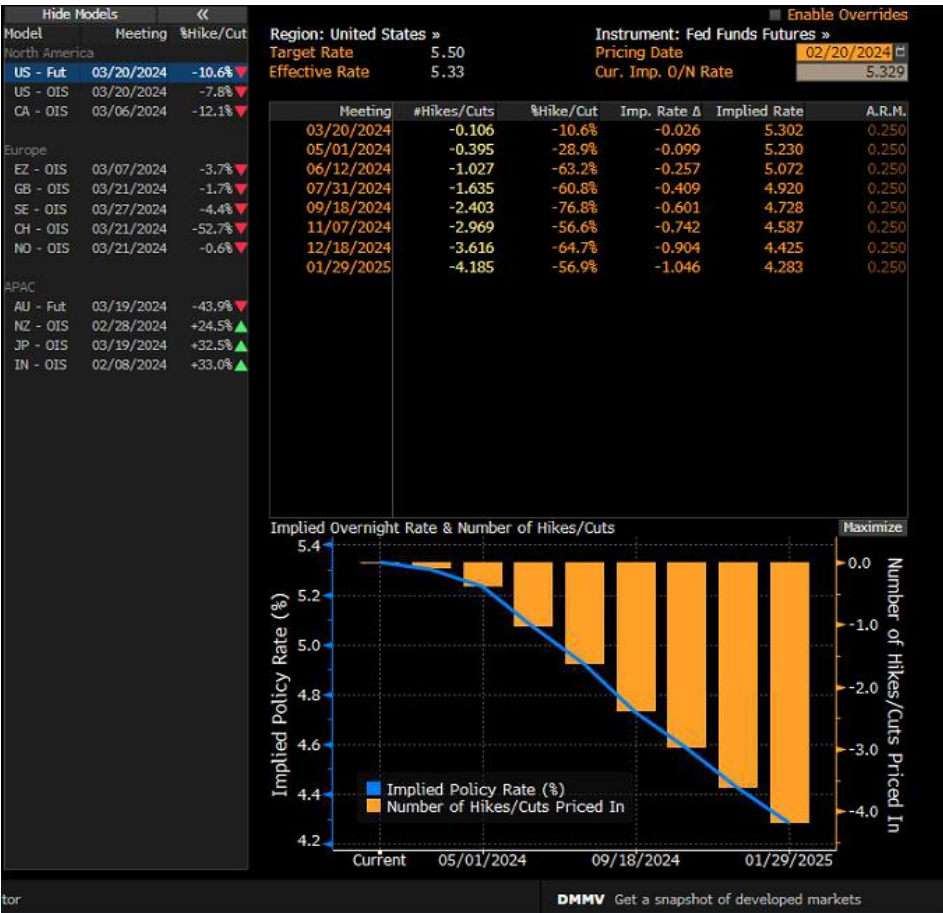 Hide Models «
Model Meeting %Hike/Cut
North America
US - Fut 03/20/2024 -10.6%
US - OIS 03/20/2024 -7.8%
CA - OIS 03/06/2024 -12.1%
Europe
EZ - OIS 03/07/2024 -3.7%
GB - OIS 03/21/2024 -1.7%
SE - OIS 03/27/2024 -4.4%
CH - OIS 03/21/2024 -52.7%
NO - OIS 03/21/2024 -0.6%
APAC
AU - Fut 03/19/2024 -43.9%
NZ - OIS 02/28/2024 +24.5%
JP - OIS 03/19/2024 +32.5%
IN - OIS 02/08/2024 +33.0%
Enable Overrides
Region: United States » Instrument: Fed Funds Futures »
Target Rate 5.50 Pricing Date 02/20/2024
Effective Rate 5.33 Cur. Imp. O/N Rate 5.329
Meeting #Hikes/Cuts %Hike/Cut Imp. Rate Δ Implied Rate A.R.M.
03/20/2024 -0.106 -10.6% -0.026 5.302 0.250
05/01/2024 -0.395 -28.9% -0.099 5.230 0.250
06/12/2024 -1.027 -63.2% -0.257 5.072 0.250
07/31/2024 -1.635 -60.8% -0.409 4.920 0.250
09/18/2024 -2.403 -76.8% -0.601 4.728 0.250
11/07/2024 -2.969 -56.6% -0.742 4.587 0.250
12/18/2024 -3.616 -64.7% -0.904 4.425 0.250
01/29/2025 -4.185 -56.9% -1.046 4.283 0.250
Implied Overnight Rate & Number of Hikes/Cuts Maximize
Implied Policy Rate (%)
5.4
5.2
5.0
4.8
4.6
4.4
4.2
0.0
-1.0
-2.0
-3.0
-4.0
Number of Hikes/Cuts Priced In
Implied Policy Rate (%)
Number of Hikes/Cuts Priced In
Current 05/01/2024 09/18/2024 01/29/2025
tor DMMV Get a snapshot of developed markets